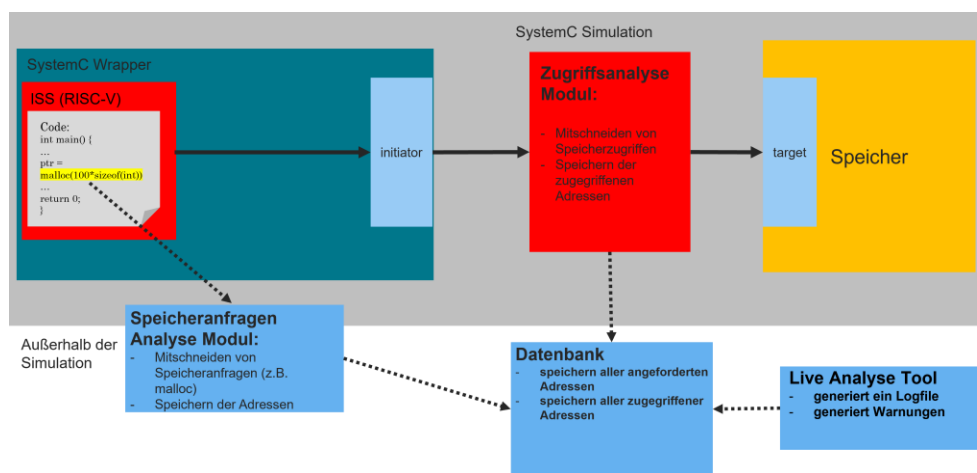 SystemC Simulation
SystemC Wrapper
ISS (RISC-V)
Code:
int main() {
...
ptr =
malloc(100*sizeof(int))
...
return 0;
}
initiator
Zugriffsanalyse
Modul:
- Mitschneiden von
Speicherzugriffen
- Speichern der
zugegriffenen
Adressen
target
Speicher
Außerhalb der
Simulation
Speicheranfragen
Analyse Modul:
- Mitschneiden von
Speicheranfragen (z.B.
malloc)
- Speichern der Adressen
Datenbank
- speichern aller angeforderten
Adressen
- speichern aller zugegriffener
Adressen
Live Analyse Tool
- generiert ein Logfile
- generiert Warnungen